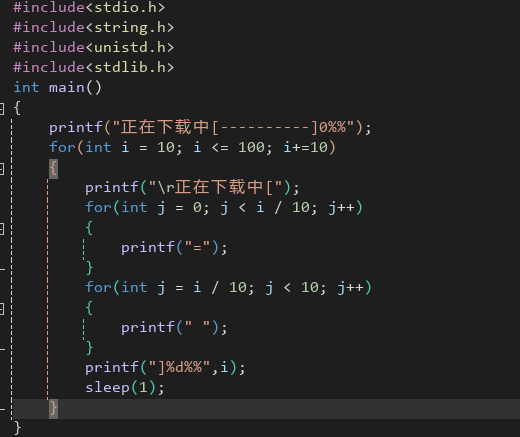 #include<stdio.h>
#include<string.h>
#include<unistd.h>
#include<stdlib.h>
int main()
{
    printf("正在下载中[----------]0%%");
    for(int i = 10; i <= 100; i+=10)
    {
        printf("\r正在下载中[");
        for(int j = 0; j < i / 10; j++)
        {
            printf("=");
        }
        for(int j = i / 10; j < 10; j++)
        {
            printf(" ");
        }
        printf("]%d%%",i);
        sleep(1);
    }
}